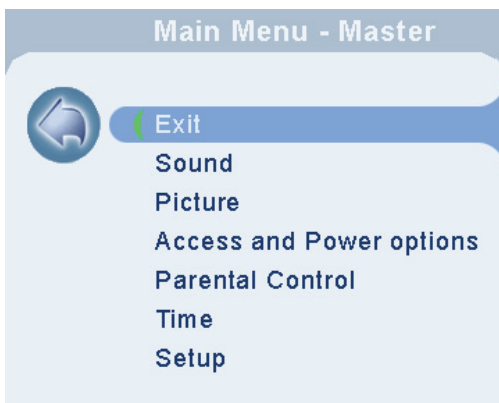 Main Menu - Master
Exit
Sound
Picture
Access and Power options
Parental Control
Time
Setup